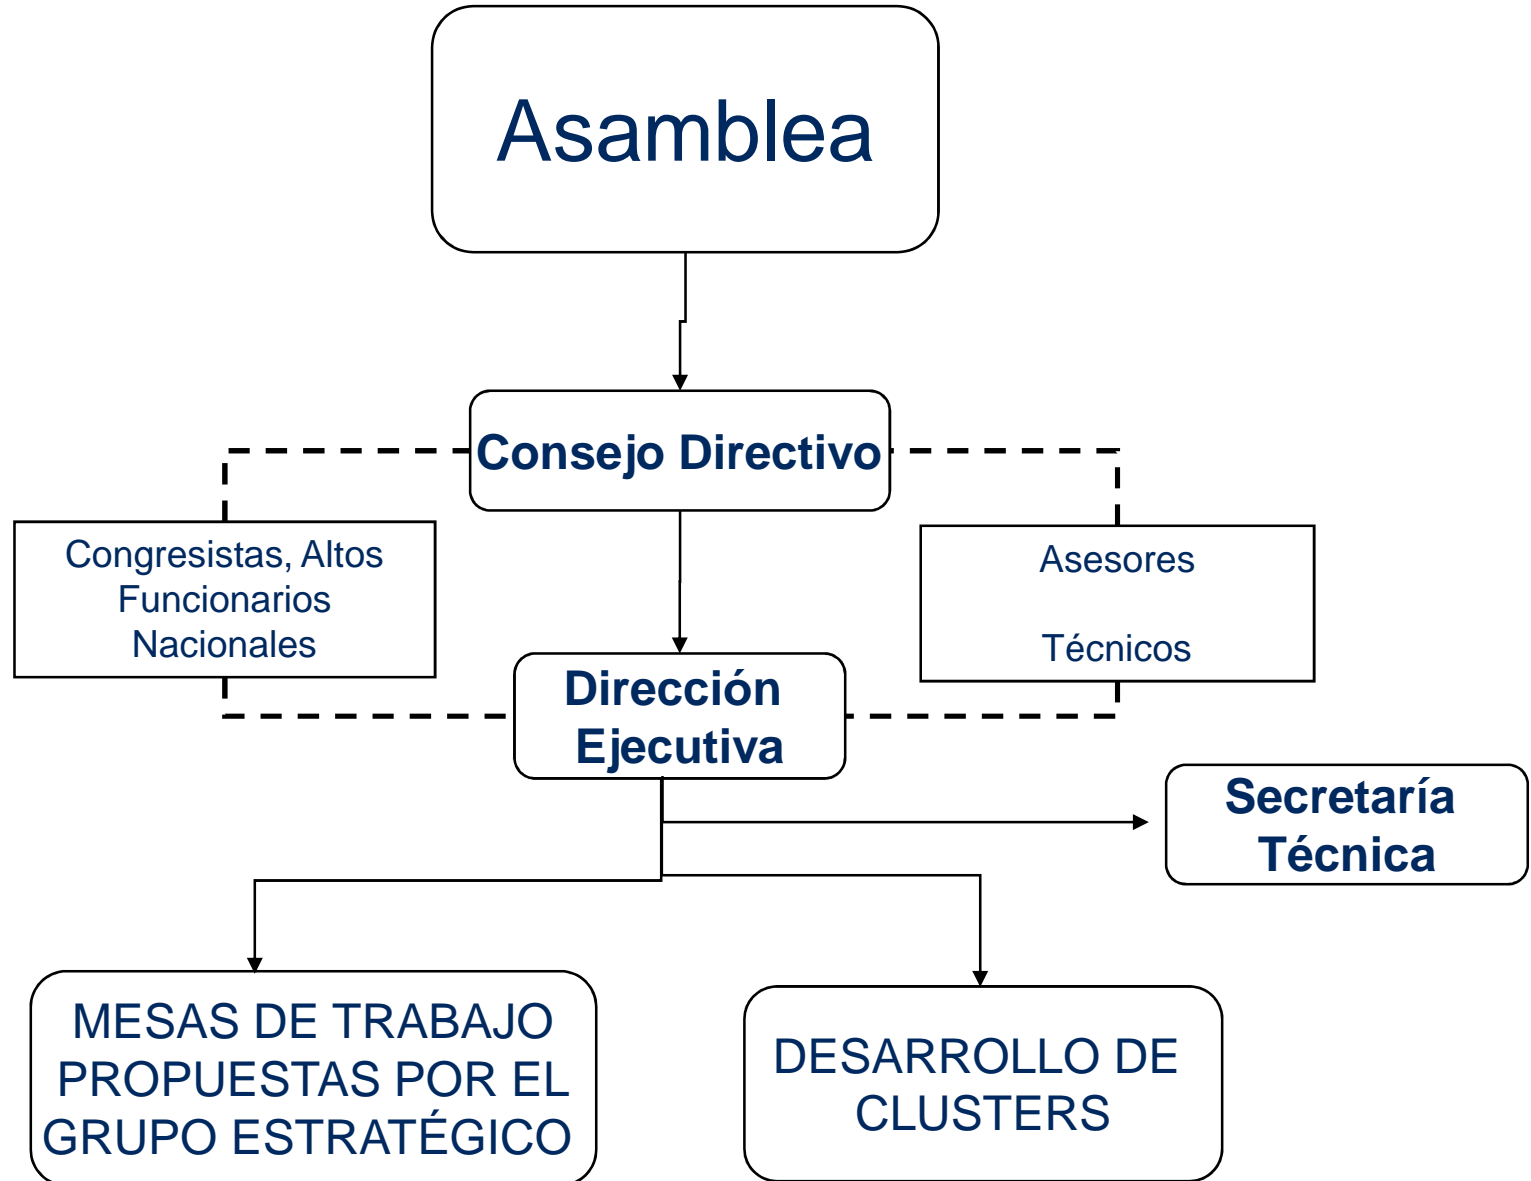 Asamblea
Consejo Directivo
Congresistas, Altos
Funcionarios
Nacionales
Asesores
Técnicos
Dirección
Ejecutiva
Secretaría
Técnica
MESAS DE TRABAJO
PROPUESTAS POR EL
GRUPO ESTRATÉGICO
DESARROLLO DE
CLUSTERS